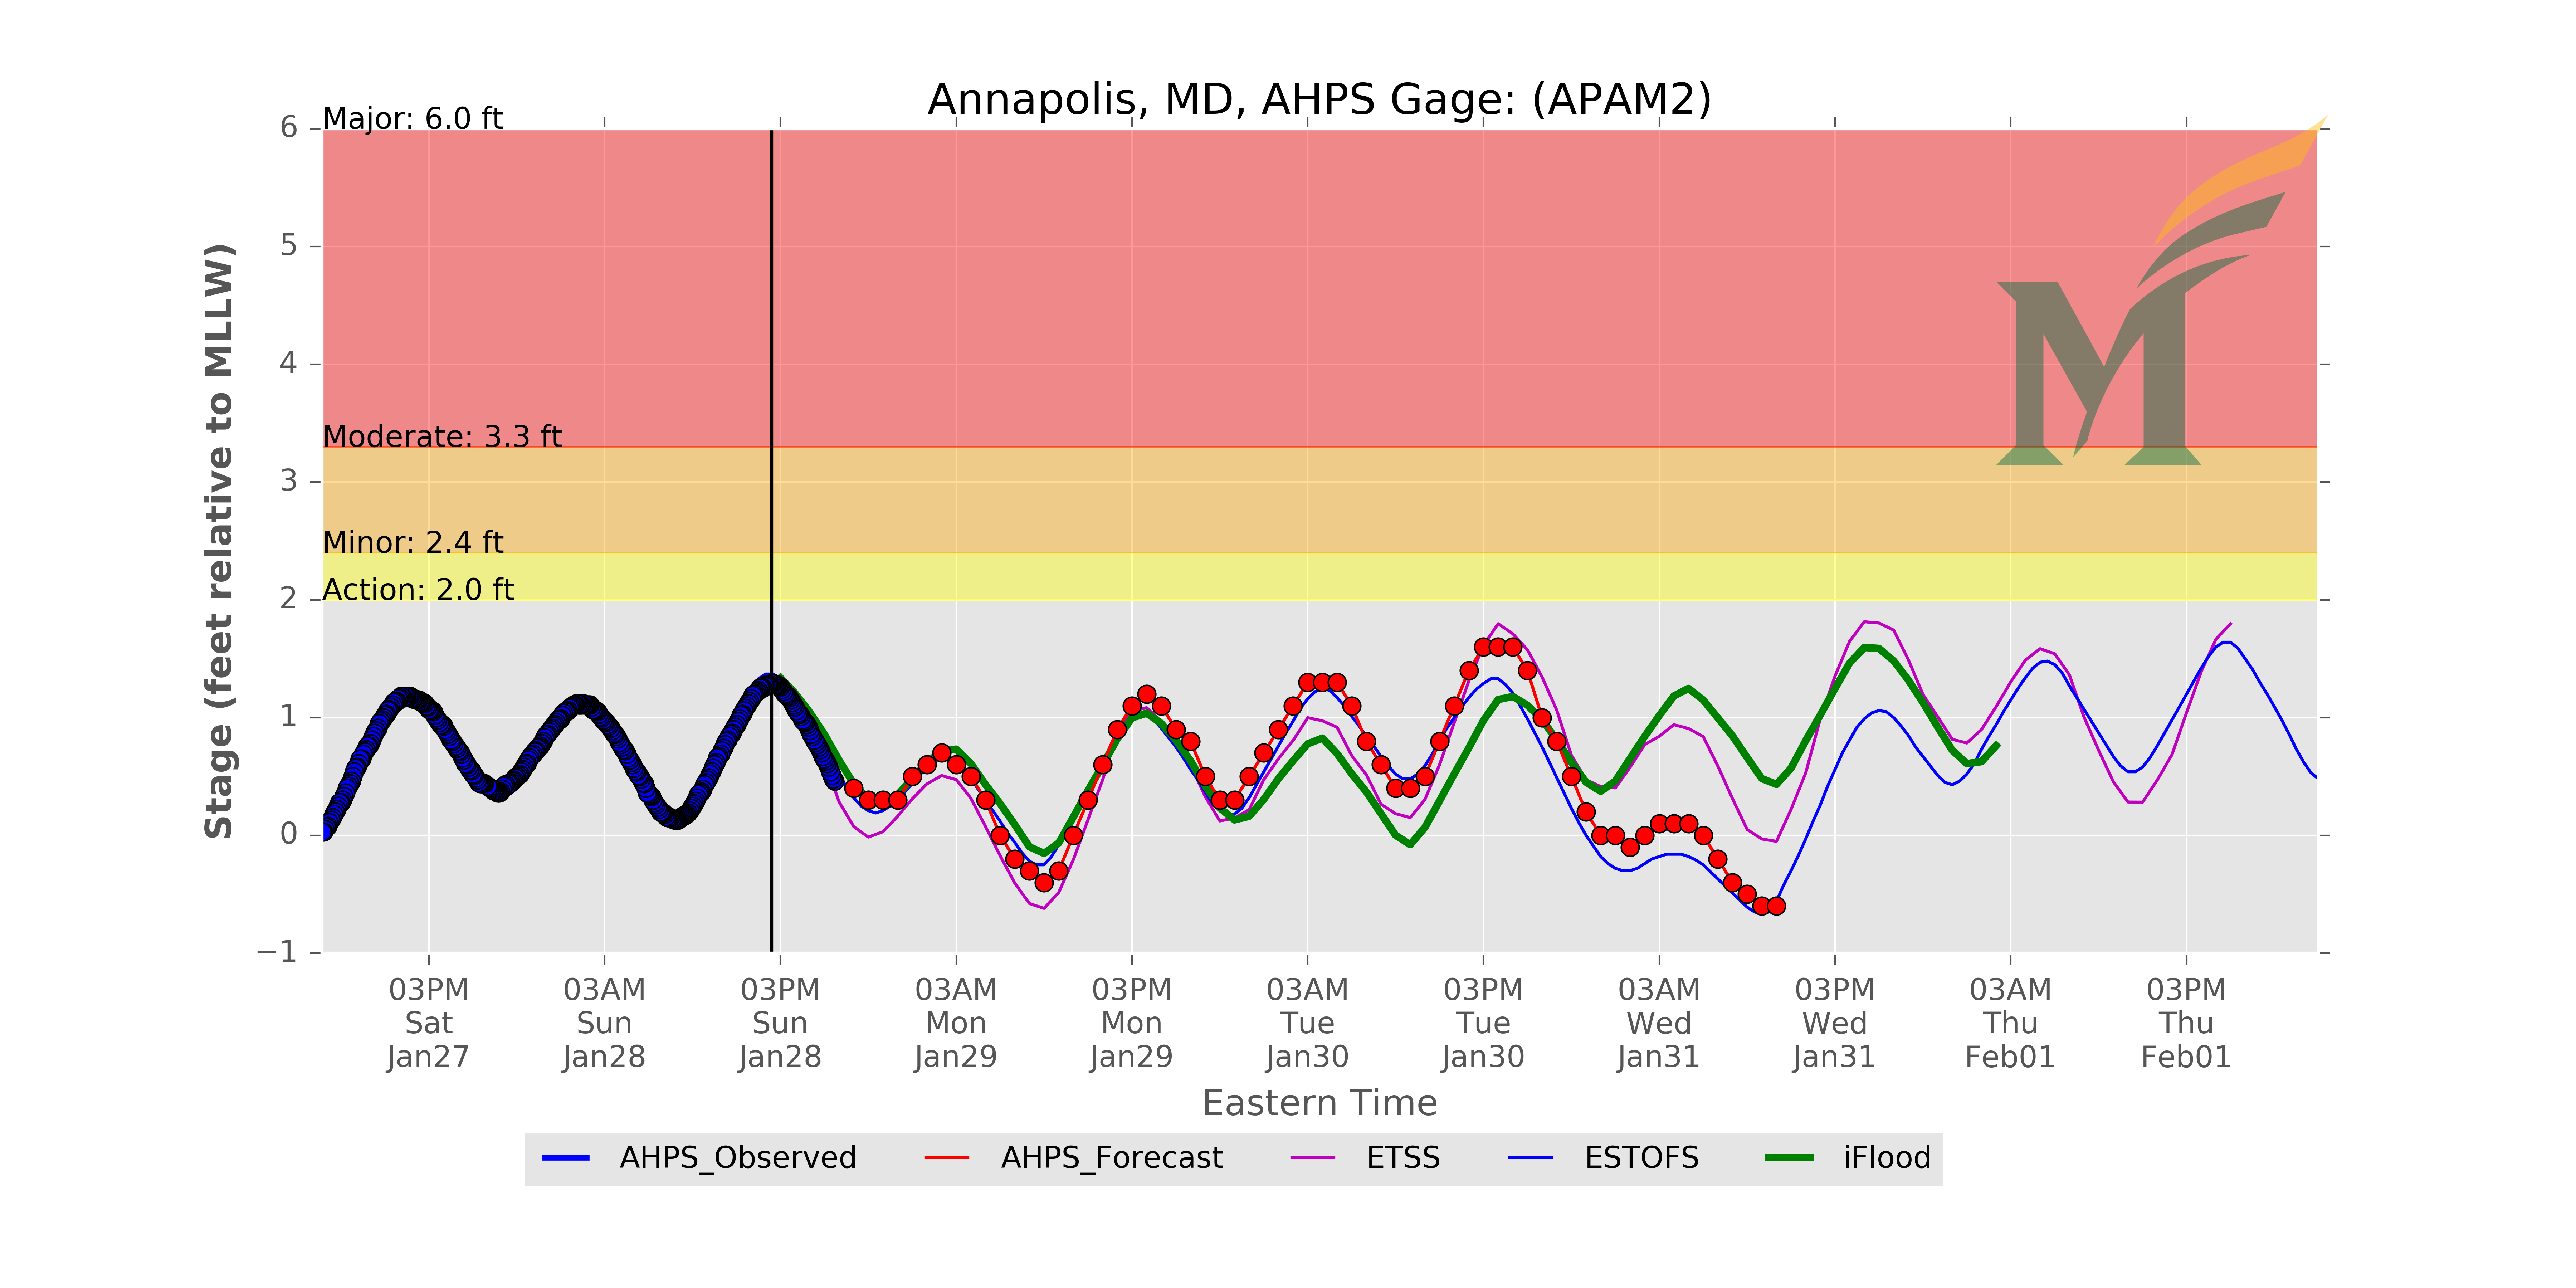 Annapolis, MD, AHPS Gage: (APAM2)
Major: 6.0 ft
Moderate: 3.3 ft
Minor: 2.4 ft
Action: 2.0 ft
Stage (feet relative to MLLW)
6
5
4
3
2
1
0
−1
03PM
Sat
Jan27
03AM
Sun
Jan28
03PM
Sun
Jan28
03AM
Mon
Jan29
03PM
Mon
Jan29
03AM
Tue
Jan30
03PM
Tue
Jan30
03AM
Wed
Jan31
03PM
Wed
Jan31
03AM
Thu
Feb01
03PM
Thu
Feb01
Eastern Time
AHPS_Observed
AHPS_Forecast
ETSS
ESTOFS
iFlood
M